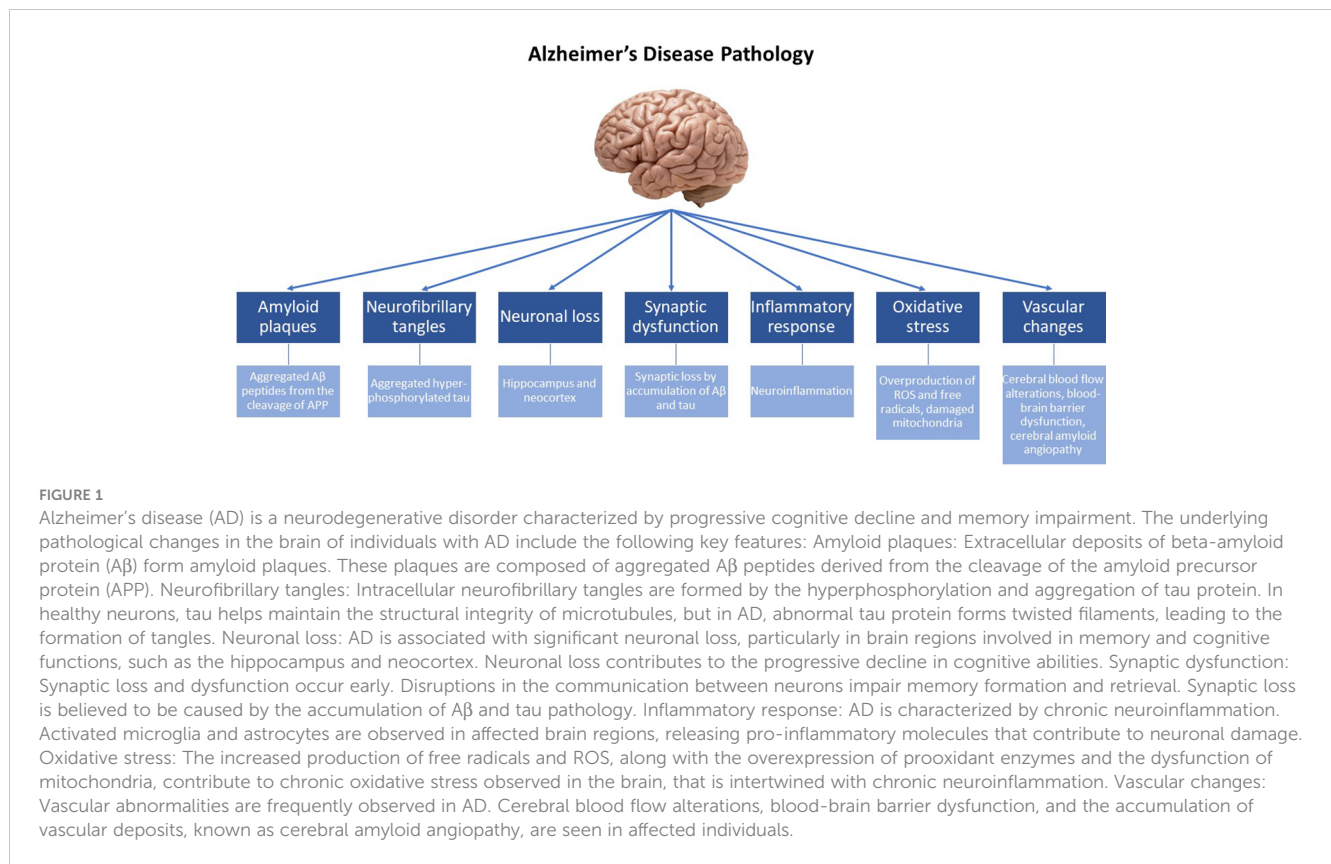 Alzheimer's Disease Pathology
Amyloid
plaques
Neurofibrillary
tangles
Neuronal loss
Synaptic
dysfunction
Inflammatory
response
Oxidative
stress
Vascular
changes
Aggregated Aβ
peptides from the
cleavage of APP
Aggregated hyper-
phosphorylated tau
Hippocampus and
neocortex
Synaptic loss by
accumulation of Aβ
and tau
Neuroinflammation
Overproduction of
ROS and free
radicals, damaged
mitochondria
Cerebral blood flow
alterations, blood-
brain barrier
dysfunction,
cerebral amyloid
angiopathy
FIGURE 1
Alzheimer's disease (AD) is a neurodegenerative disorder characterized by progressive cognitive decline and memory impairment. The underlying
pathological changes in the brain of individuals with AD include the following key features: Amyloid plaques: Extracellular deposits of beta-amyloid
protein (Aβ) form amyloid plaques. These plaques are composed of aggregated Aβ peptides derived from the cleavage of the amyloid precursor
protein (APP). Neurofibrillary tangles: Intracellular neurofibrillary tangles are formed by the hyperphosphorylation and aggregation of tau protein. In
healthy neurons, tau helps maintain the structural integrity of microtubules, but in AD, abnormal tau protein forms twisted filaments, leading to the
formation of tangles. Neuronal loss: AD is associated with significant neuronal loss, particularly in brain regions involved in memory and cognitive
functions, such as the hippocampus and neocortex. Neuronal loss contributes to the progressive decline in cognitive abilities. Synaptic dysfunction:
Synaptic loss and dysfunction occur early. Disruptions in the communication between neurons impair memory formation and retrieval. Synaptic loss
is believed to be caused by the accumulation of Aβ and tau pathology. Inflammatory response: AD is characterized by chronic neuroinflammation.
Activated microglia and astrocytes are observed in affected brain regions, releasing pro-inflammatory molecules that contribute to neuronal damage.
Oxidative stress: The increased production of free radicals and ROS, along with the overexpression of prooxidant enzymes and the dysfunction of
mitochondria, contribute to chronic oxidative stress observed in the brain, that is intertwined with chronic neuroinflammation. Vascular changes:
Vascular abnormalities are frequently observed in AD. Cerebral blood flow alterations, blood-brain barrier dysfunction, and the accumulation of
vascular deposits, known as cerebral amyloid angiopathy, are seen in affected individuals.